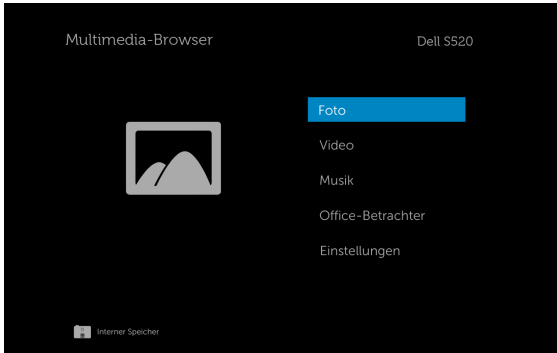 Multimedia-Browser
Dell S520
Foto
Video
Musik
Office-Betrachter
Einstellungen
Interner Speicher